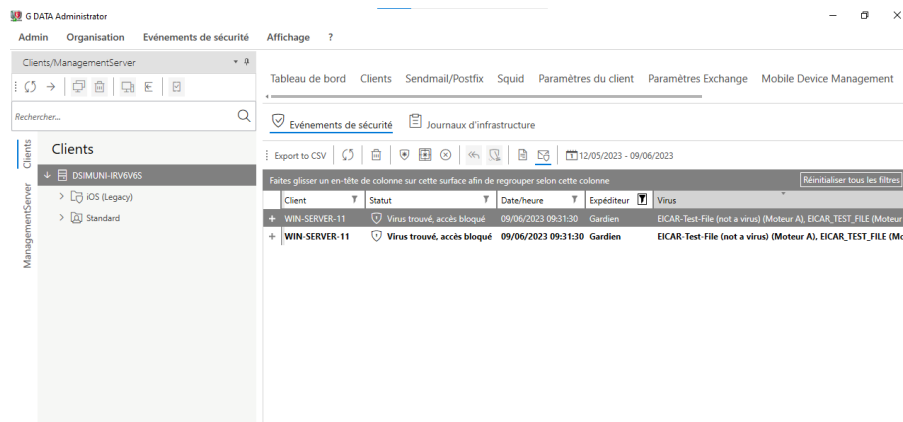 G DATA Administrator
Admin Organisation Evénements de sécurité Affichage ?
Clients/ManagementServer
Rechercher...
Clients
ManagementServer
Clients
DSIMUNI-IRV6V6S
iOS (Legacy)
Standard
Tableau de bord Clients Sendmail/Postfix Squid Paramètres du client Paramètres Exchange Mobile Device Management
Evénements de sécurité Journaux d'infrastructure
Export to CSV 12/05/2023 - 09/06/2023
Faites glisser un en-tête de colonne sur cette surface afin de regrouper selon cette colonne Réinitialiser tous les filtres
Client Statut Date/heure Expéditeur Virus
WIN-SERVER-11 Virus trouvé, accès bloqué 09/06/2023 09:31:30 Gardien EICAR-Test-File (not a virus) (Moteur A), EICAR_TEST_FILE (Moteur
WIN-SERVER-11 Virus trouvé, accès bloqué 09/06/2023 09:31:30 Gardien EICAR-Test-File (not a virus) (Moteur A), EICAR_TEST_FILE (Mo